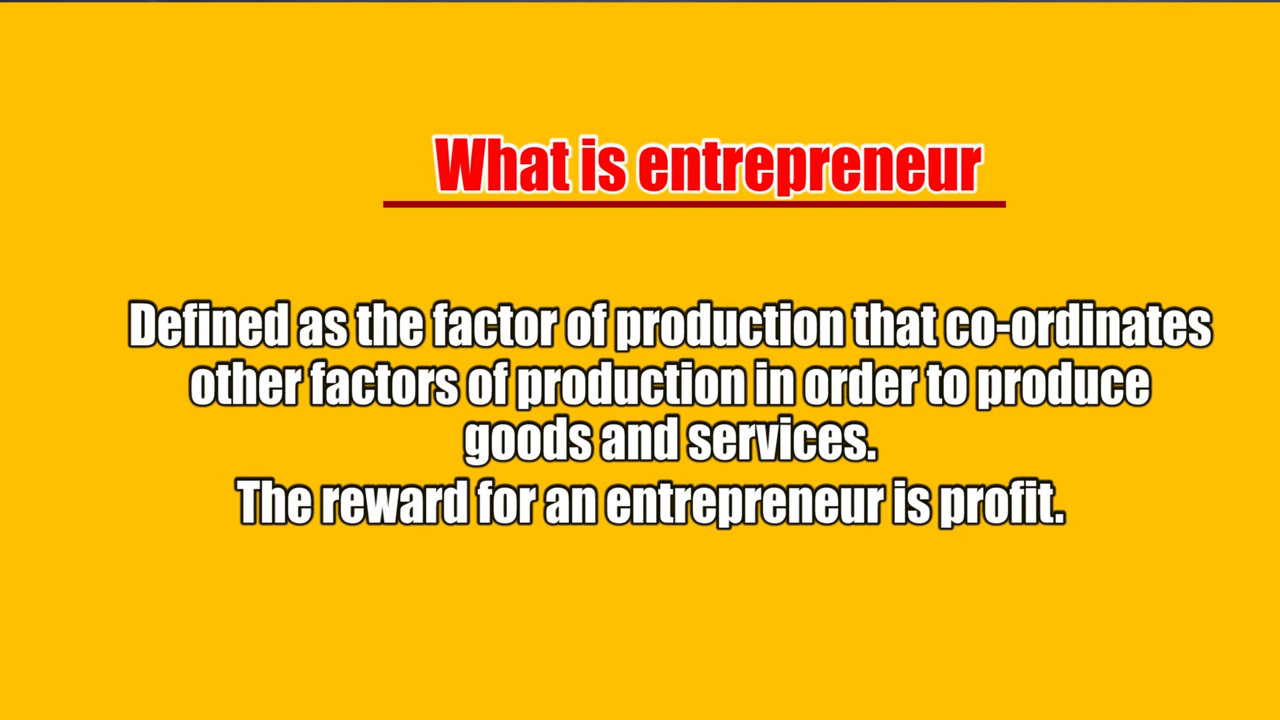 What is entrepreneur
Defined as the factor of production that co-ordinates
other factors of production in order to produce
goods and services.
The reward for an entrepreneur is profit.